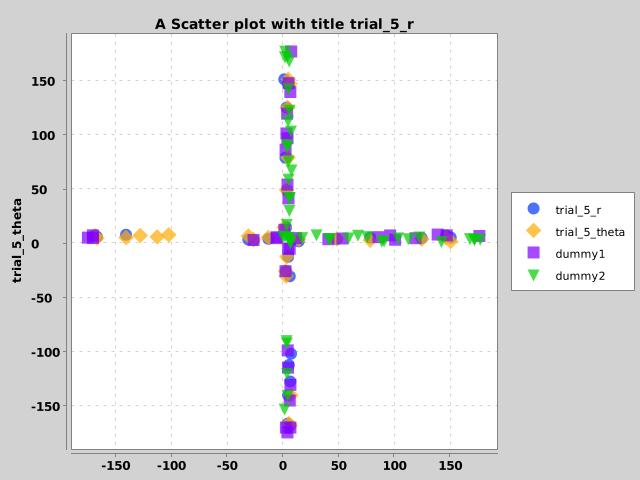 A Scatter plot with title trial_5_r
150
100
50
0
-50
-100
-150
trial_5_theta
-150 -100 -50 0 50 100 150
trial_5_r
trial_5_theta
dummy1
dummy2